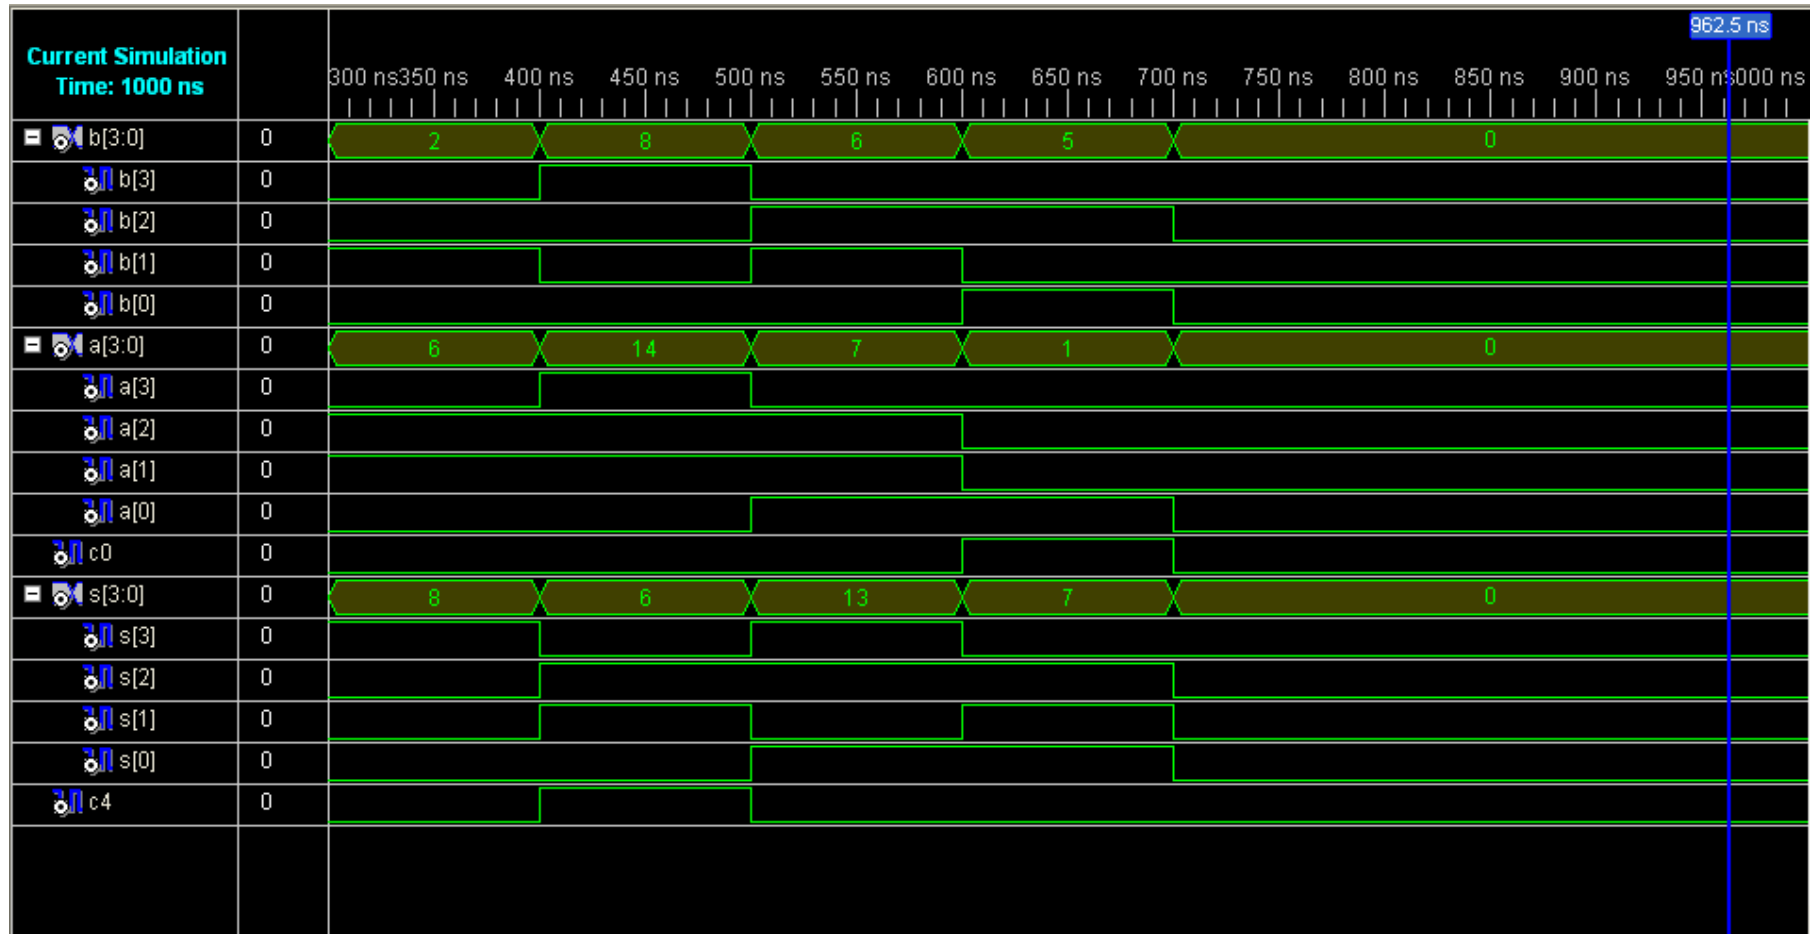 962.5 ns
Current Simulation
Time: 1000 ns
300 ns350 ns 400 ns 450 ns 500 ns 550 ns 600 ns 650 ns 700 ns 750 ns 800 ns 850 ns 900 ns 950 ns000 ns
b[3:0] 0 2 8 6 5 0
b[3] 0
b[2] 0
b[1] 0
b[0] 0
a[3:0] 0 6 14 7 1 0
a[3] 0
a[2] 0
a[1] 0
a[0] 0
c0 0
s[3:0] 0 8 6 13 7 0
s[3] 0
s[2] 0
s[1] 0
s[0] 0
c4 0